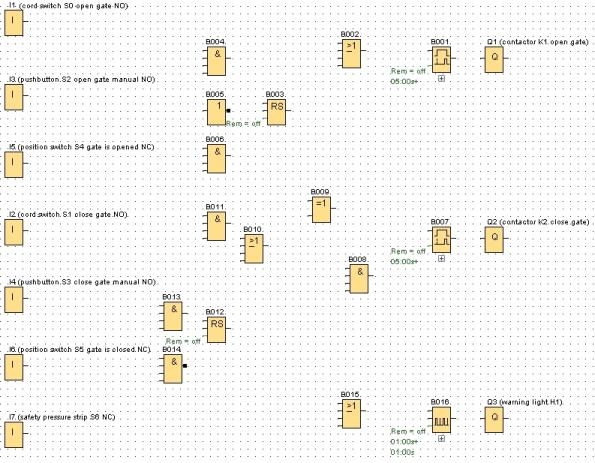 I1 (cord switch S0 open gate NO)
I
B004
&
B002
≥1
B001
Rem = off
05:00s+
Q1 (contactor K1 open gate)
Q
I3 (pushbutton S2 open gate manual NO)
I
B005
1
B003
RS
Rem = off
I5 (position switch S4 gate is opened NC)
I
B006
&
B009
=1
I2 (cord switch S1 close gate NO)
I
B011
&
B010
≥1
B007
Rem = off
05:00s+
Q2 (contactor K2 close gate)
Q
B008
&
I4 (pushbutton S3 close gate manual NO)
I
B013
&
B012
RS
Rem = off
I6 (position switch S5 gate is closed NC)
I
B014
&
B015
≥1
B016
Rem = off
01:00s+
01:00s
Q3 (warning light H1)
Q
I7 (safety pressure strip S6 NC)
I